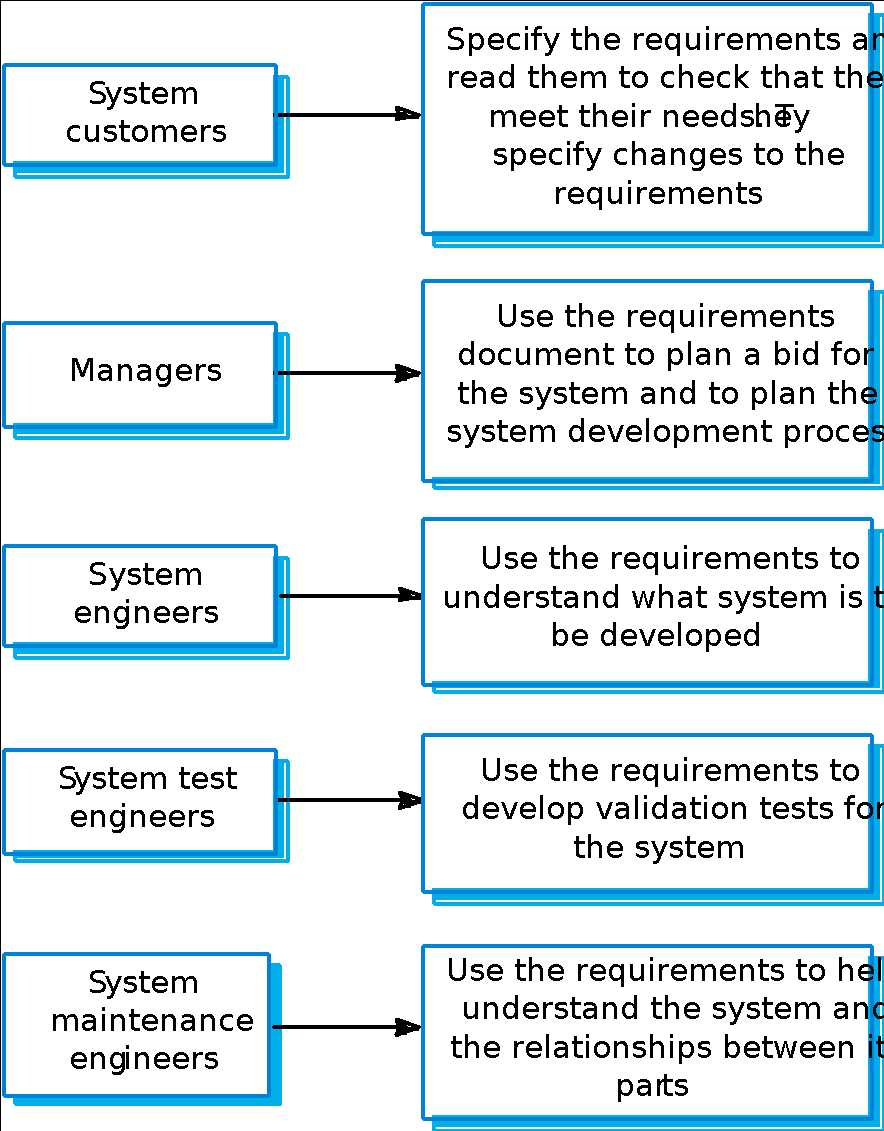 System
customers
Specify the requirements an
read them to check that the
meet their needs. They
specify changes to the
requirements
Managers
Use the requirements
document to plan a bid for
the system and to plan the
system development proces
System
engineers
Use the requirements to
understand what system is t
be developed
System test
engineers
Use the requirements to
develop validation tests for
the system
System
maintenance
engineers
Use the requirements to hel
understand the system and
the relationships between it
parts